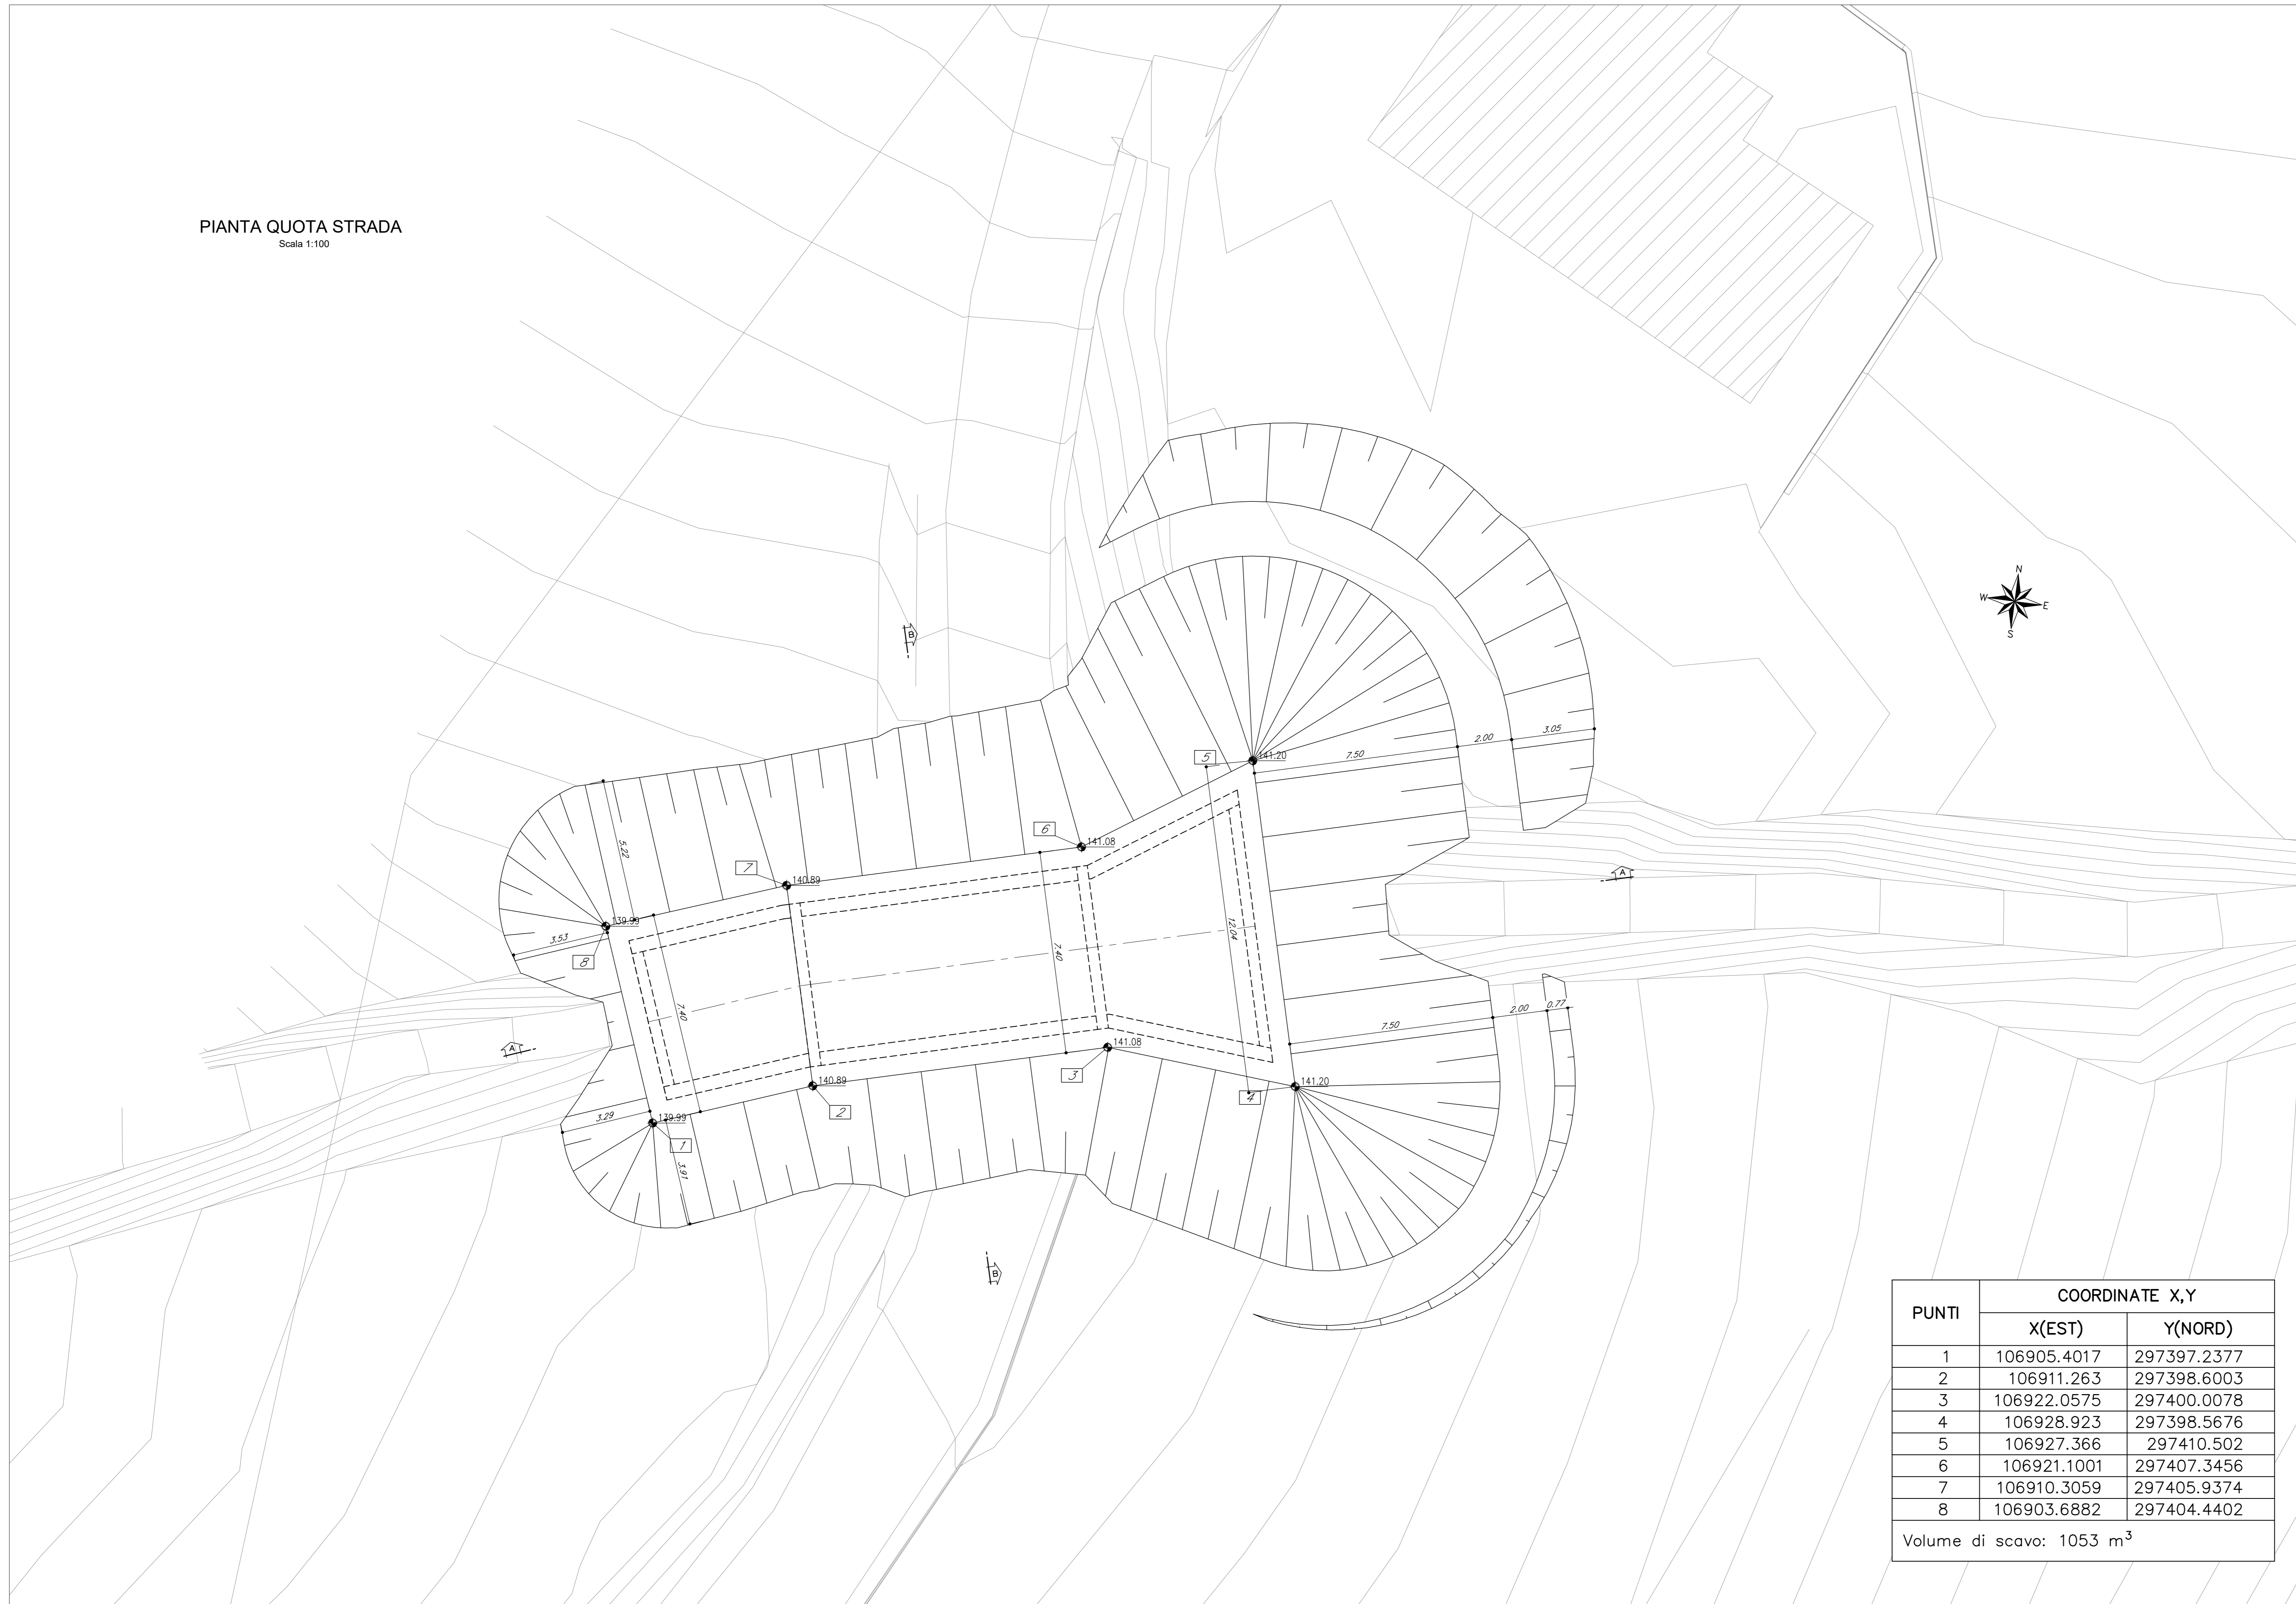 PIANTA QUOTA STRADA
Scala 1:100
N
W
E
S
B
5
141.20
7.50
2.00
3.05
6
141.08
7
140.89
5.22
139.99
3.53
8
7.40
7.40
12.04
A
A
7.50
2.00
0.77
141.08
3
141.20
4
140.89
2
139.99
3.29
1
3.91
B
PUNTI COORDINATE X,Y
X(EST) Y(NORD)
1 106905.4017 297397.2377
2 106911.263 297398.6003
3 106922.0575 297400.0078
4 106928.923 297398.5676
5 106927.366 297410.502
6 106921.1001 297407.3456
7 106910.3059 297405.9374
8 106903.6882 297404.4402
Volume di scavo: 1053 m³